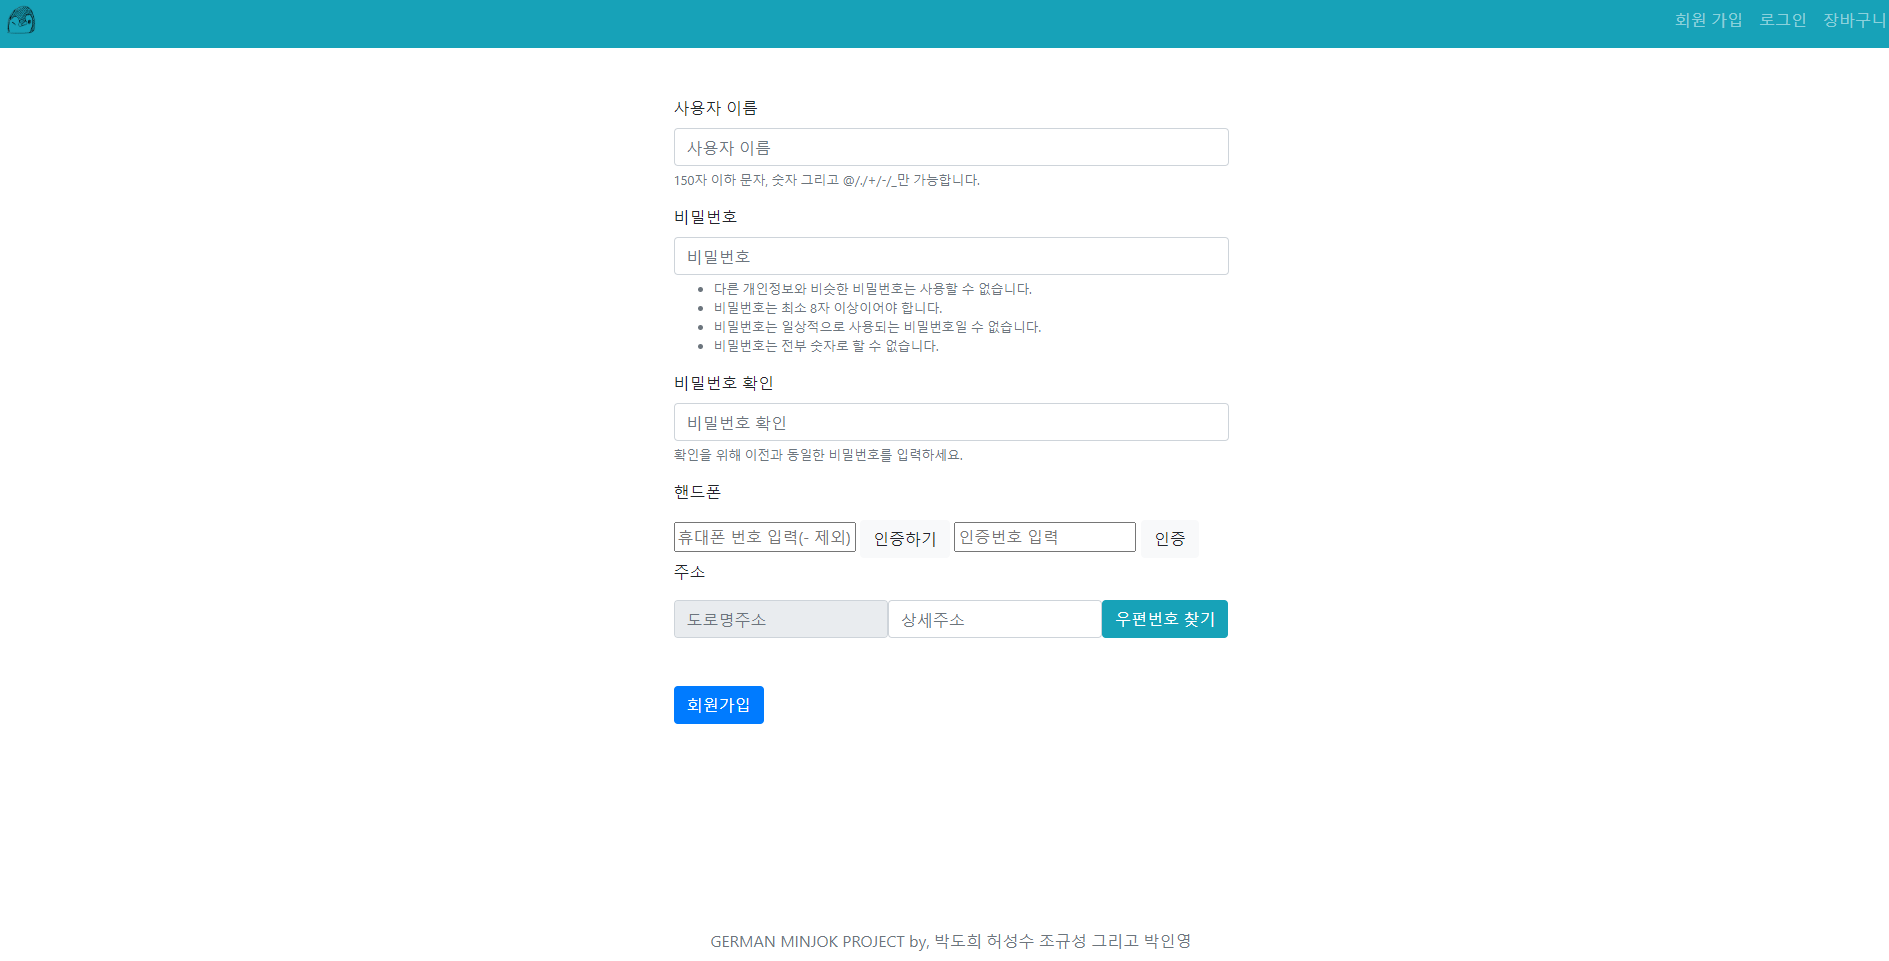 회원 가입 로그인 장바구니
사용자 이름
사용자 이름
150자 이하 문자, 숫자 그리고 @/./+/-/_만 가능합니다.
비밀번호
비밀번호
다른 개인정보와 비슷한 비밀번호는 사용할 수 없습니다.
비밀번호는 최소 8자 이상이어야 합니다.
비밀번호는 일상적으로 사용되는 비밀번호일 수 없습니다.
비밀번호는 전부 숫자로 할 수 없습니다.
비밀번호 확인
비밀번호 확인
확인을 위해 이전과 동일한 비밀번호를 입력하세요.
핸드폰
휴대폰 번호 입력(- 제외) 인증하기 인증번호 입력 인증
주소
도로명주소 상세주소 우편번호 찾기
회원가입
GERMAN MINJOK PROJECT by, 박도희 허성수 조규성 그리고 박인영